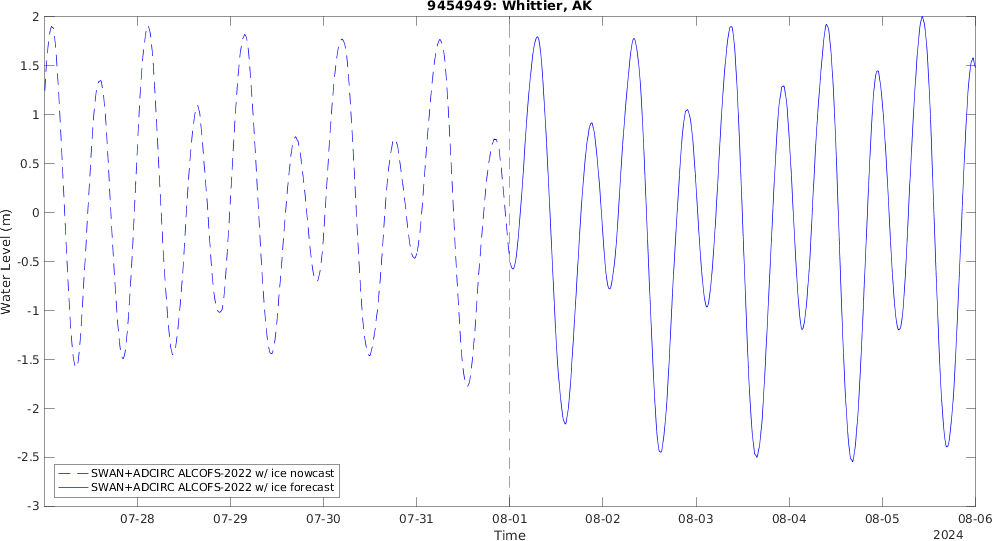 9454949: Whittier, AK
2
1.5
1
0.5
0
-0.5
-1
-1.5
-2
-2.5
-3
Water Level (m)
SWAN+ADCIRC ALCOFS-2022 w/ ice nowcast
SWAN+ADCIRC ALCOFS-2022 w/ ice forecast
07-28 07-29 07-30 07-31 08-01 08-02 08-03 08-04 08-05 08-06
Time
2024